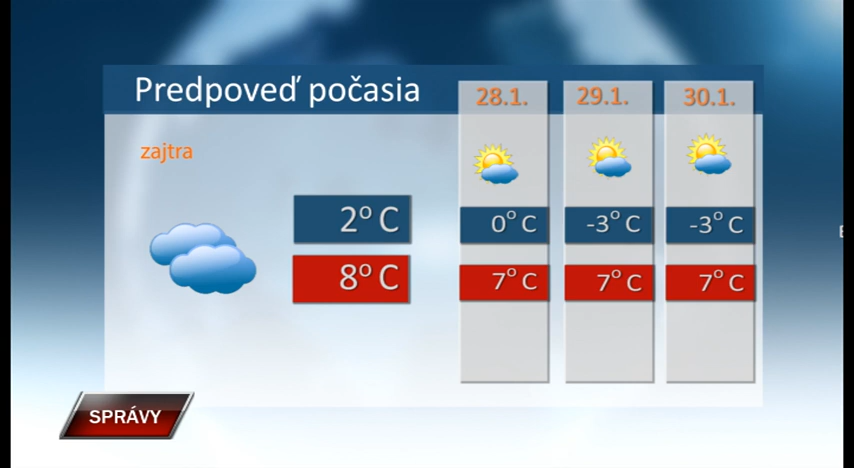 Predpoveď počasia
28.1. 29.1. 30.1.
zajtra
2°C 0°C -3°C -3°C
8°C 7°C 7°C 7°C
SPRÁVY